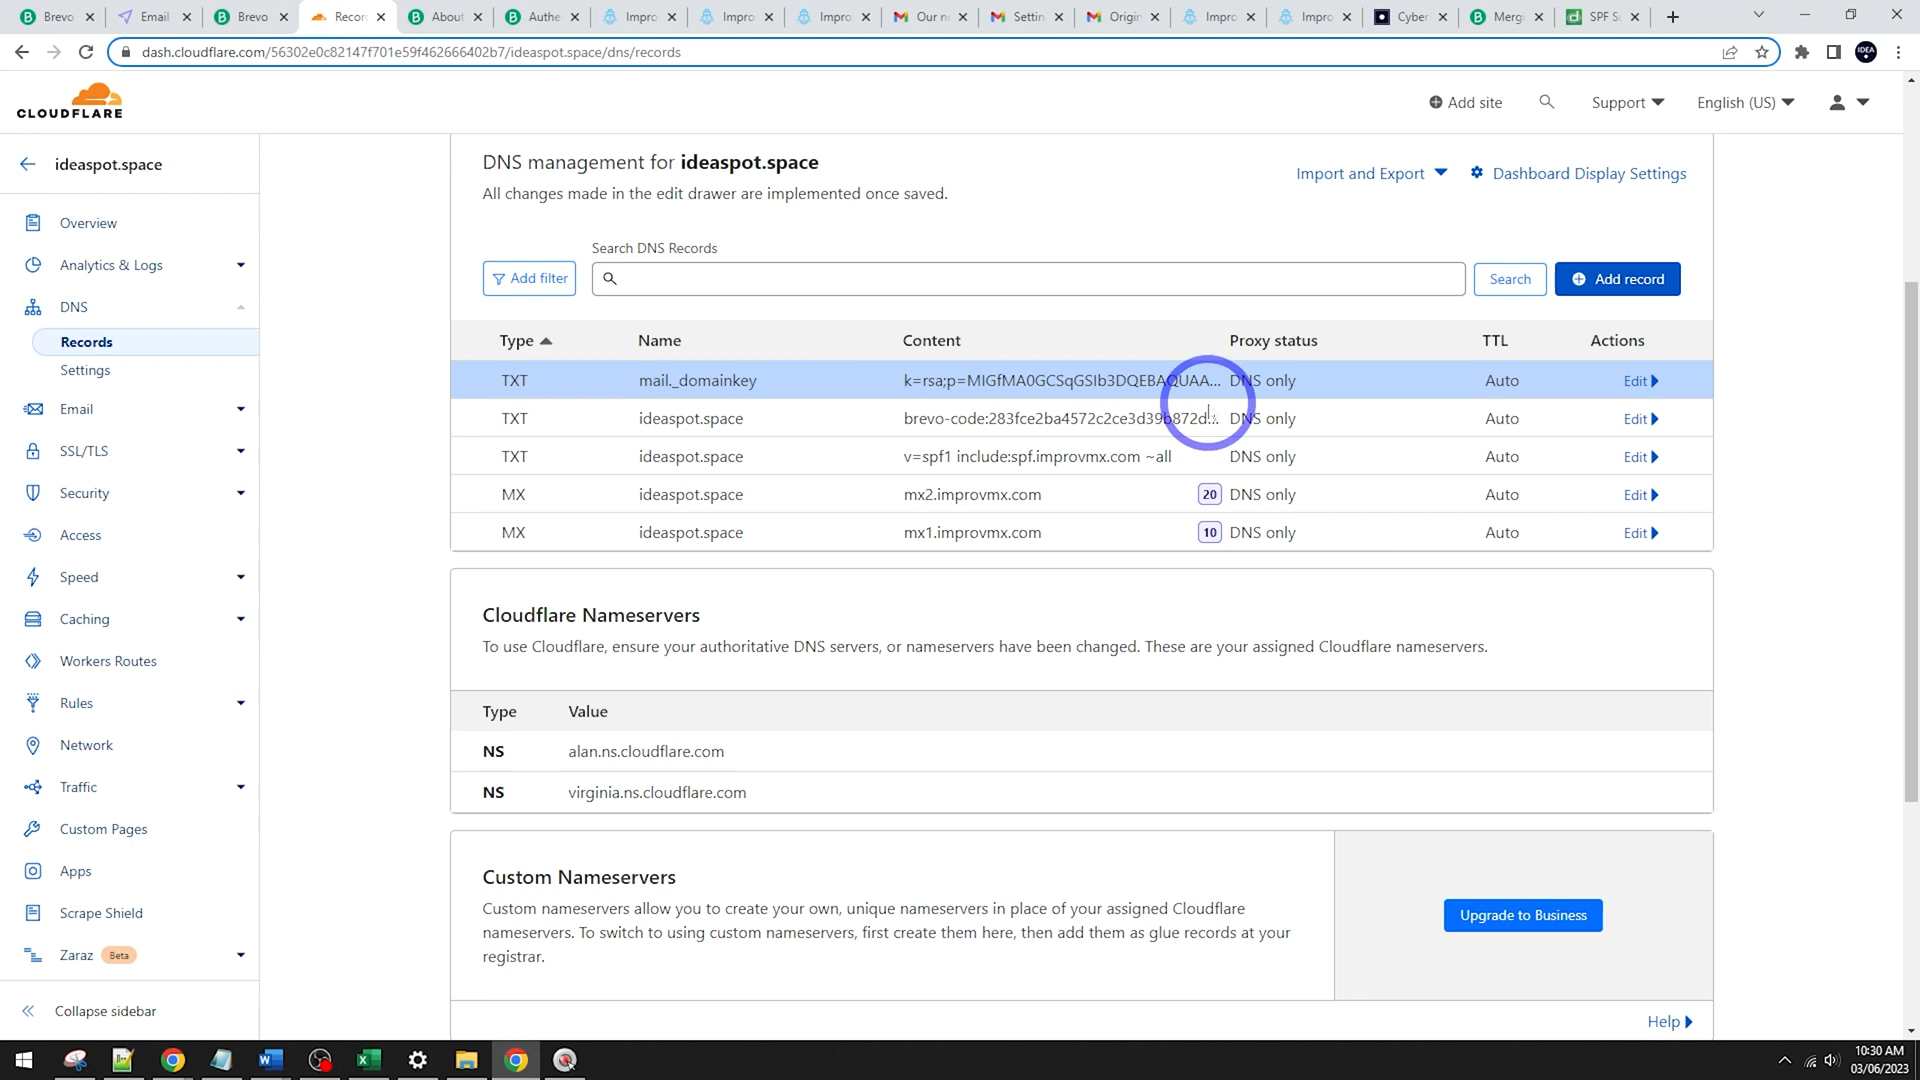 Brevo
Email
Brevo
Recor
About
Authe
Impro
Impro
Impro
Our n
Settin
Origin
Impro
Impro
Cyber
Mergi
SPF S
dash.cloudflare.com/56302e0c82147f701e59f462666402b7/ideaspot.space/dns/records
IDEA
CLOUDFLARE
Add site
Support
English (US)
ideaspot.space
Overview
Analytics & Logs
DNS
Records
Settings
Email
SSL/TLS
Security
Access
Speed
Caching
Workers Routes
Rules
Network
Traffic
Custom Pages
Apps
Scrape Shield
Zaraz Beta
Collapse sidebar
DNS management for ideaspot.space
All changes made in the edit drawer are implemented once saved.
Import and Export
Dashboard Display Settings
Search DNS Records
Add filter
Search
Add record
Type Name Content Proxy status TTL Actions
TXT mail._domainkey k=rsa;p=MIGfMA0GCSqGSIb3DQEBAQUAA... DNS only Auto Edit
TXT ideaspot.space brevo-code:283fce2ba4572c2ce3d39b872d... DNS only Auto Edit
TXT ideaspot.space v=spf1 include:spf.improvmx.com ~all DNS only Auto Edit
MX ideaspot.space mx2.improvmx.com 20 DNS only Auto Edit
MX ideaspot.space mx1.improvmx.com 10 DNS only Auto Edit
Cloudflare Nameservers
To use Cloudflare, ensure your authoritative DNS servers, or nameservers have been changed. These are your assigned Cloudflare nameservers.
Type Value
NS alan.ns.cloudflare.com
NS virginia.ns.cloudflare.com
Custom Nameservers
Custom nameservers allow you to create your own, unique nameservers in place of your assigned Cloudflare
nameservers. To switch to using custom nameservers, first create them here, then add them as glue records at your
registrar.
Upgrade to Business
Help
10:30 AM
03/06/2023